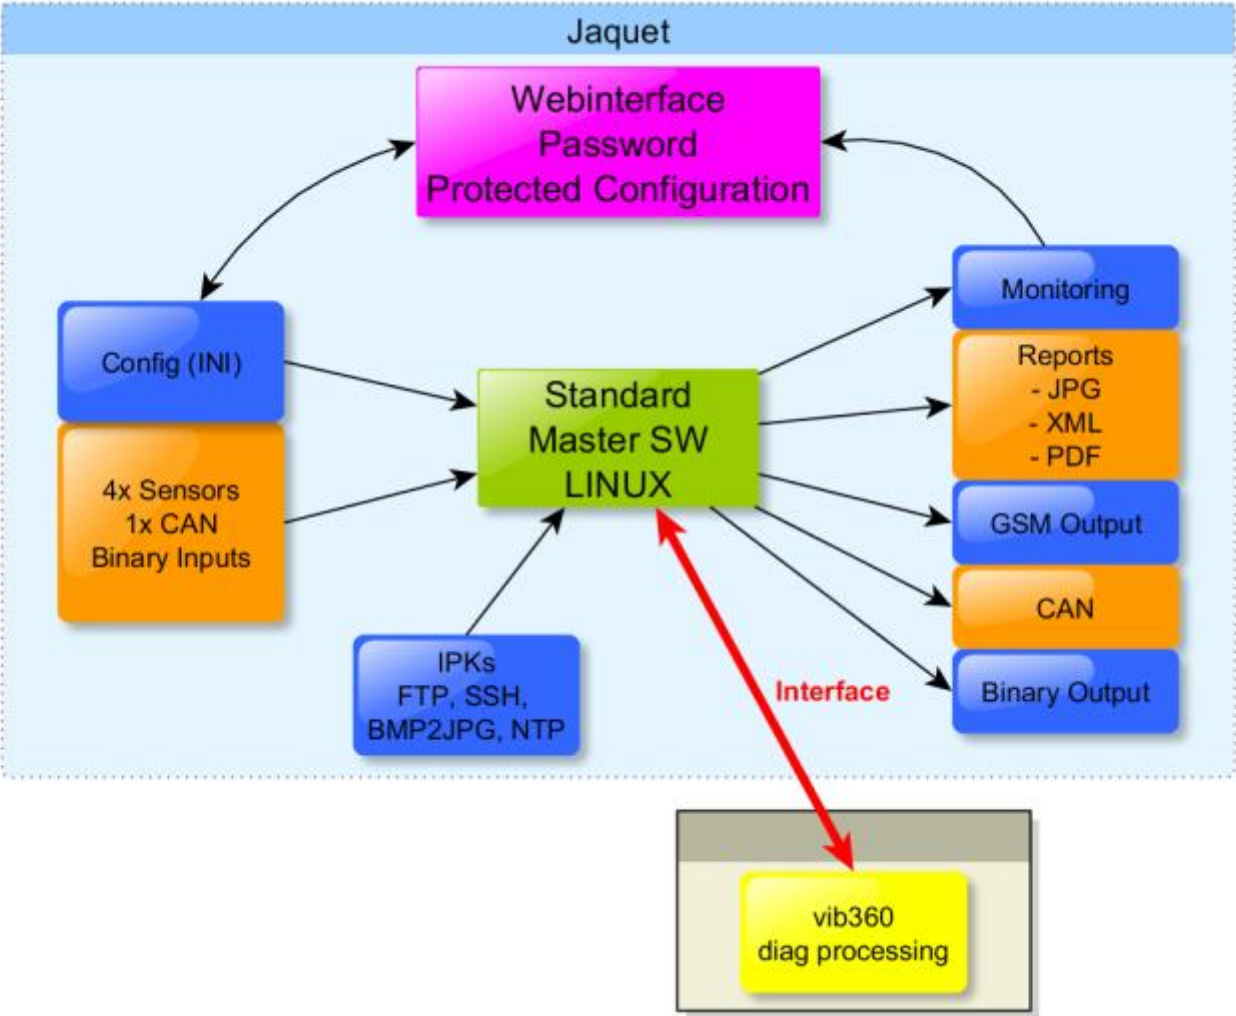 Jaquet
Webinterface
Password
Protected Configuration
Config (INI)
4x Sensors
1x CAN
Binary Inputs
Standard
Master SW
LINUX
IPKs
FTP, SSH,
BMP2JPG, NTP
Monitoring
Reports
- JPG
- XML
- PDF
GSM Output
CAN
Binary Output
Interface
vib360
diag processing